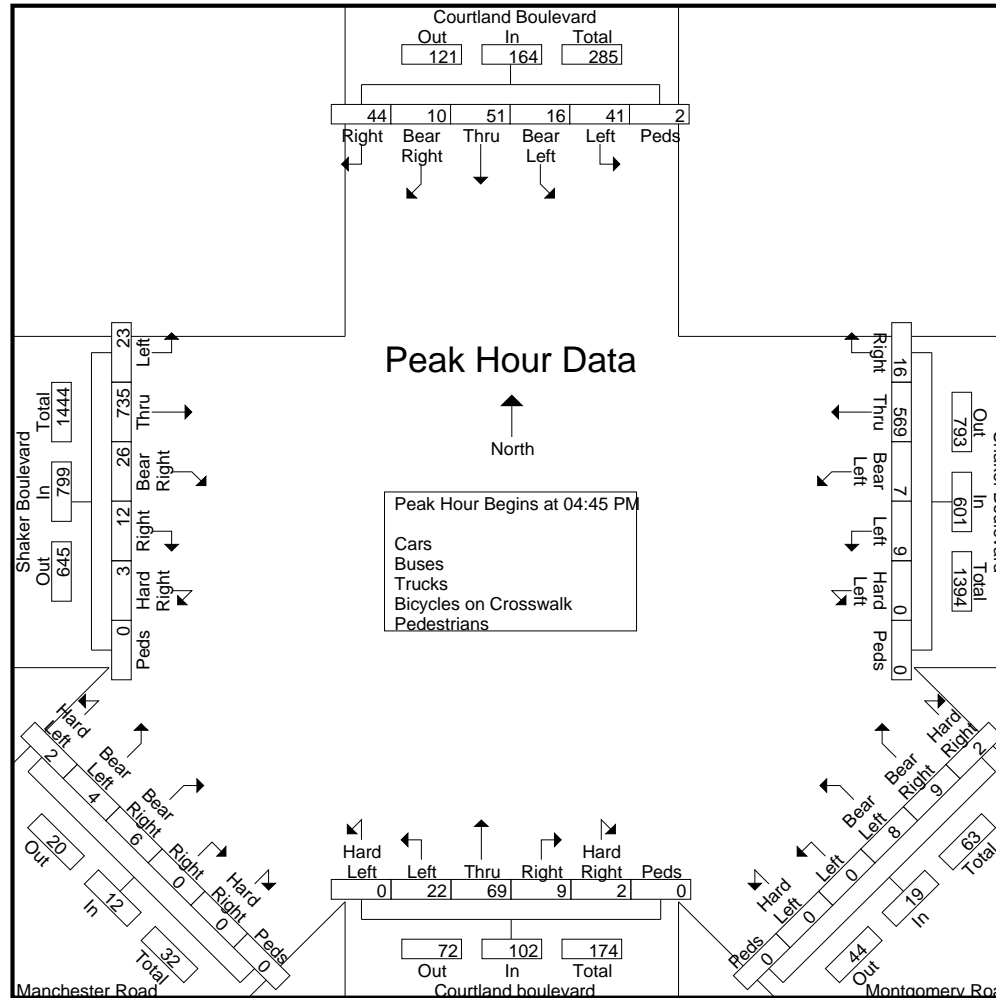 Courtland Boulevard
Out In Total
121 164 285
44 10 51 16 41 2
Right Bear Right Thru Bear Left Left Peds
Shaker Boulevard
Out In Total
645 799 1444
23 735 26 12 3 0
Left Thru Bear Right Right Hard Right Peds
Peak Hour Data
North
Peak Hour Begins at 04:45 PM
Cars
Buses
Trucks
Bicycles on Crosswalk
Pedestrians
16 569 7 9 0 0
Right Thru Bear Left Left Hard Left Peds
Out In Total
793 601 1394
Hard Left Bear Left Bear Right Right Hard Right Peds
2 4 6 0 0 0
20 12 32
Out In Total
Manchester Road
Hard Left Left Thru Right Hard Right Peds
0 22 69 9 2 0
72 102 174
Out In Total
Courtland boulevard
Peds Hard Left Left Bear Left Bear Right Hard Right
0 0 0 8 9 2
44 19 63
Out In Total
Montgomery Road